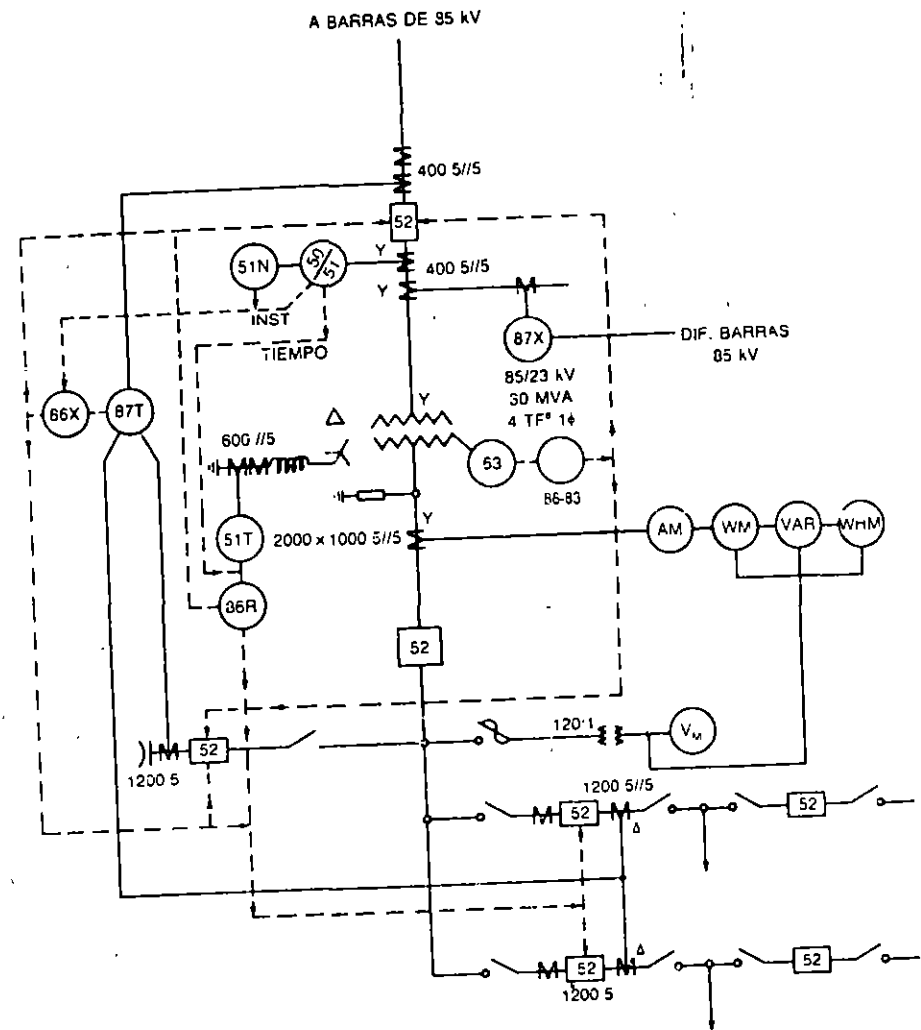 A BARRAS DE 85 kV
400 5//5
52
51N
50/51
Y
400 5//5
Y
INST
87X
DIF. BARRAS
85 kV
TIEMPO
85/23 kV
30 MVA
4 TFˢ 1ϕ
86X
87T
Δ
Y
600 //5
63
86-83
51T
2000 x 1000 5//5
Y
AM
WM
VAR
WHM
86R
52
120:1
VM
52
1200 5
1200 5//5
52
Δ
52
52
Δ
52
1200 5